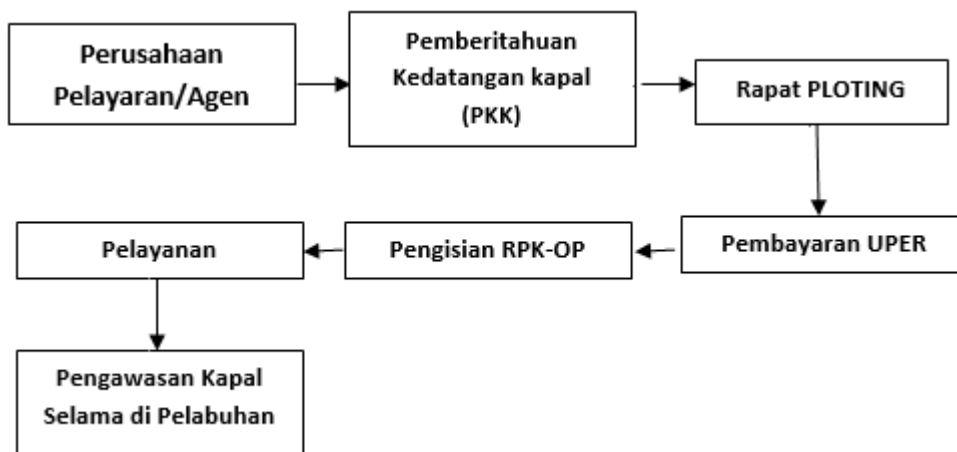 Perusahaan
Pelayaran/Agen
Pemberitahuan
Kedatangan kapal
(PKK)
Rapat PLOTING
Pembayaran UPER
Pengisian RPK-OP
Pelayanan
Pengawasan Kapal
Selama di Pelabuhan